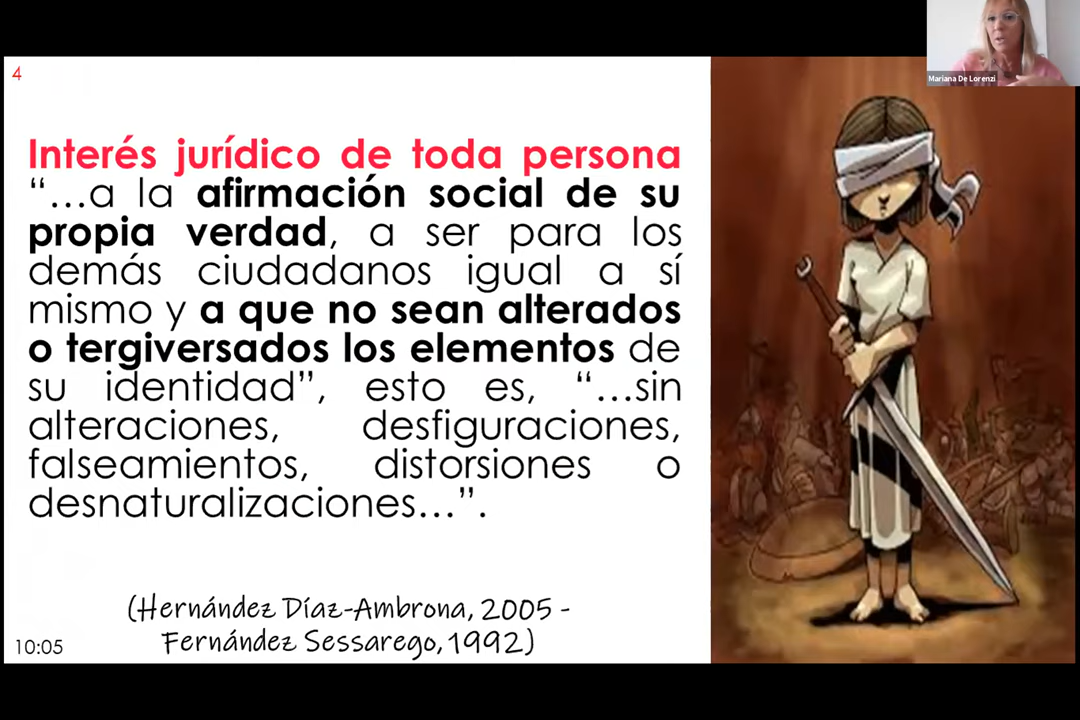 4
Mariana De Lorenzi
Interés jurídico de toda persona
“…a la afirmación social de su
propia verdad, a ser para los
demás ciudadanos igual a sí
mismo y a que no sean alterados
o tergiversados los elementos de
su identidad”, esto es, “…sin
alteraciones, desfiguraciones,
falseamientos, distorsiones o
desnaturalizaciones…”.
(Hernández Díaz-Ambrona, 2005 -
Fernández Sessarego, 1992)
10:05